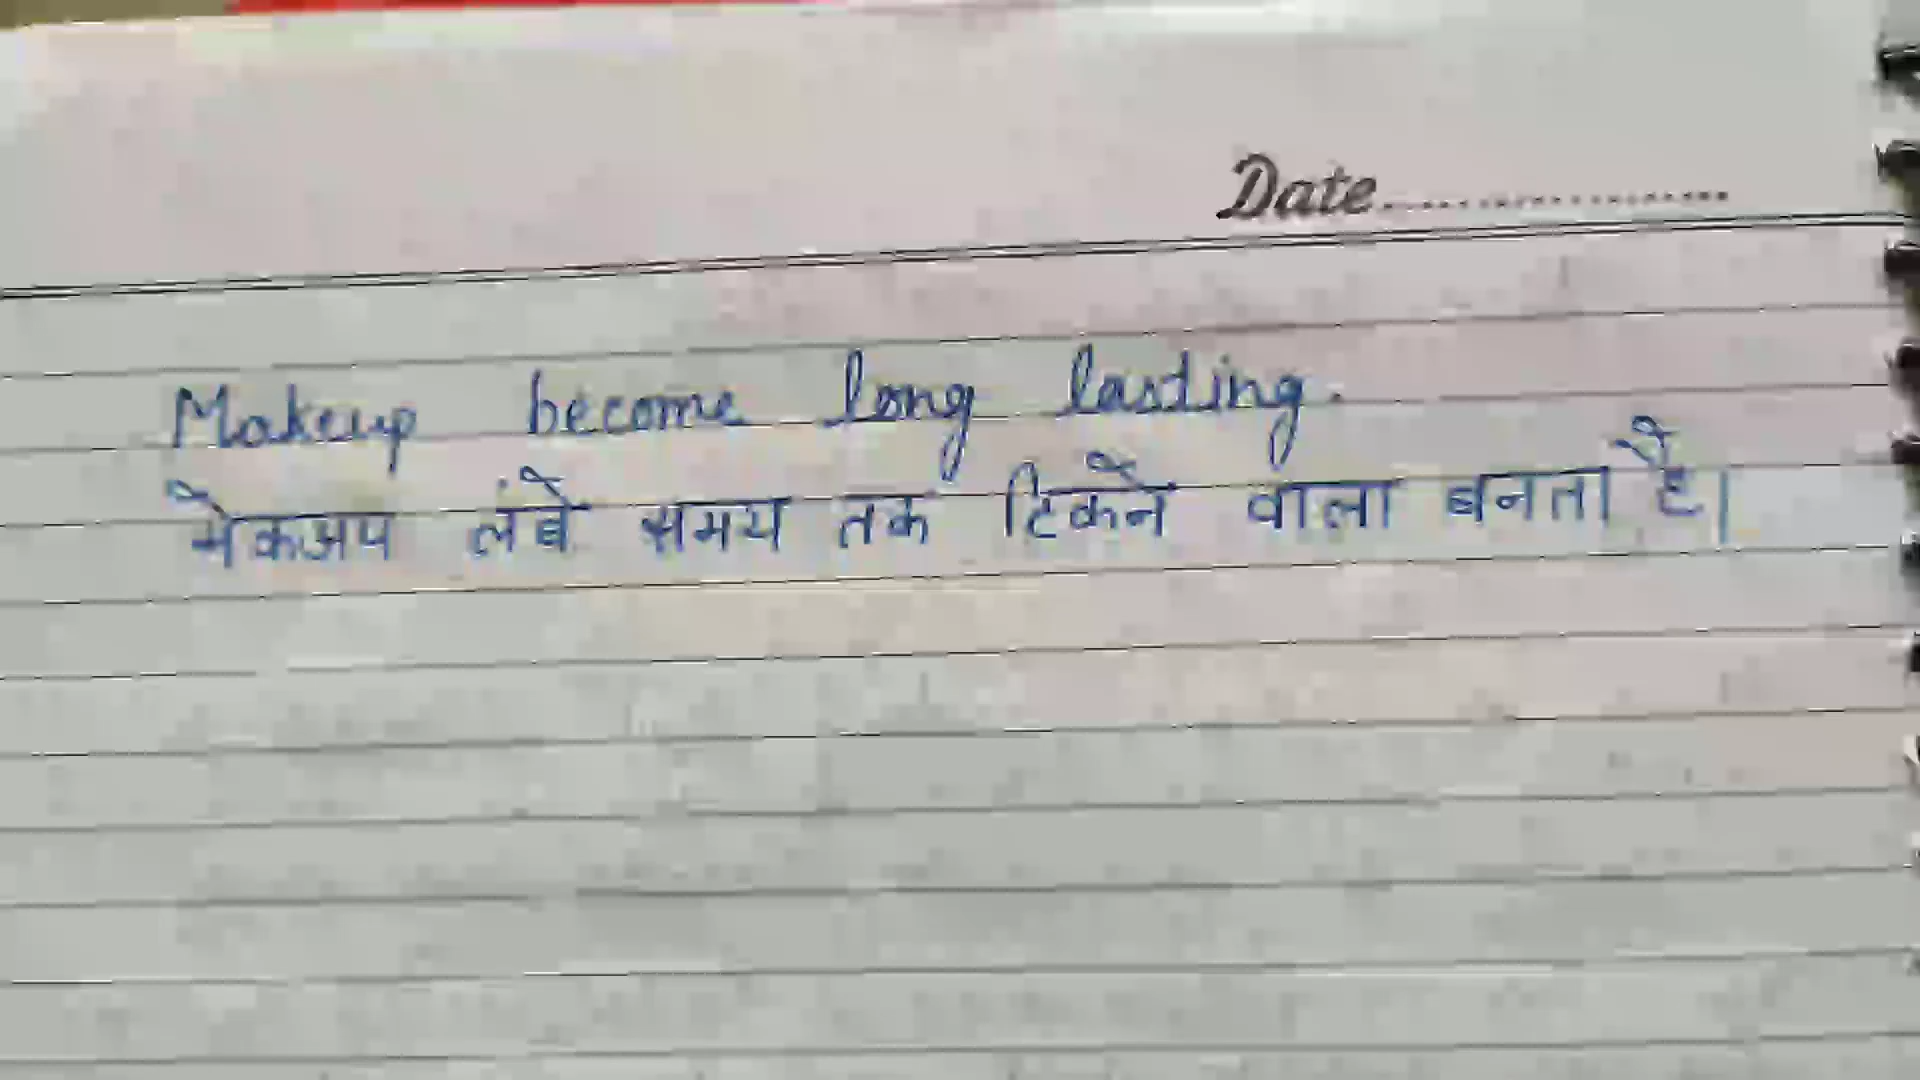 Date....................
Makeup become long lasting.
मेकअप लंबे समय तक टिकने वाला बनता है।